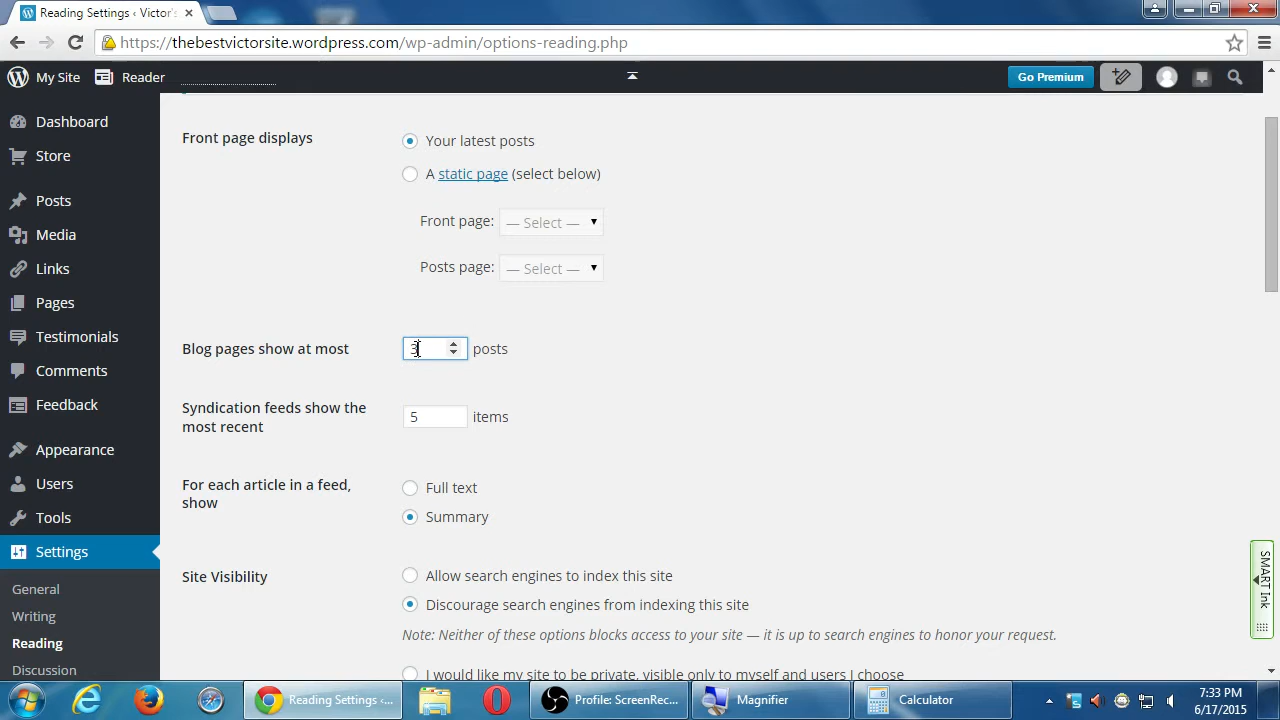 Reading Settings ‹ Victor's
https://thebestvictorsite.wordpress.com/wp-admin/options-reading.php
My Site
Reader
Go Premium
Dashboard
Store
Posts
Media
Links
Pages
Testimonials
Comments
Feedback
Appearance
Users
Tools
Settings
General
Writing
Reading
Discussion
Front page displays
Your latest posts
A static page (select below)
Front page: — Select —
Posts page: — Select —
Blog pages show at most
3 posts
Syndication feeds show the
most recent
5 items
For each article in a feed,
show
Full text
Summary
Site Visibility
Allow search engines to index this site
Discourage search engines from indexing this site
Note: Neither of these options blocks access to your site — it is up to search engines to honor your request.
I would like my site to be private, visible only to myself and users I choose
SMART Ink
Reading Settings ‹...
Profile: ScreenRec...
Magnifier
Calculator
7:33 PM
6/17/2015